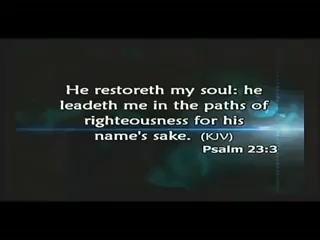 He restoreth my soul: he
leadeth me in the paths of
righteousness for his
name's sake. (KJV)
Psalm 23:3